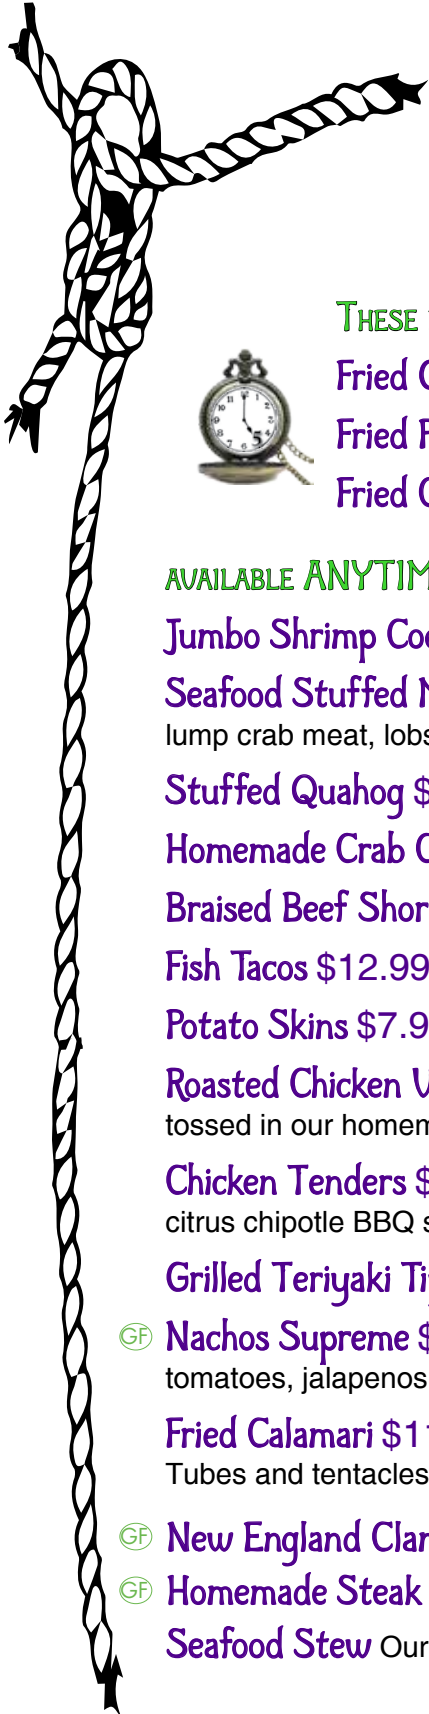 THESE
Fried
Fried
Fried
AVAILABLE ANYTIM
Jumbo Shrimp Coc
Seafood Stuffed
lump crab meat, lobs
Stuffed Quahog $
Homemade Crab C
Braised Beef Shor
Fish Tacos $12.99
Potato Skins $7.9
Roasted Chicken
tossed in our homem
Chicken Tenders $
citrus chipotle BBQ s
Grilled Teriyaki Ti
GF Nachos Supreme $
tomatoes, jalapenos
Fried Calamari $1
Tubes and tentacles
GF New England Cla
GF Homemade Steak
Seafood Stew Our